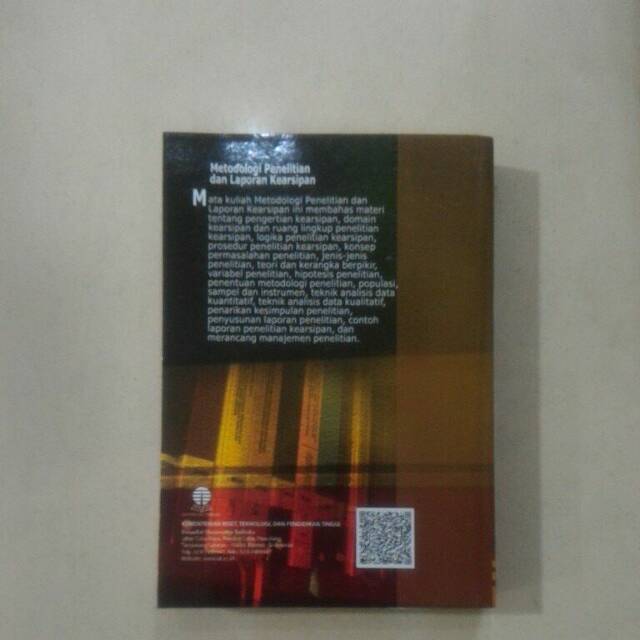 Metodologi Penelitian
dan Laporan Kearsipan
Mata kuliah Metodologi Penelitian dan
Laporan Kearsipan ini membahas materi
tentang pengertian kearsipan, domain
kearsipan dan ruang lingkup penelitian
kearsipan, logika penelitian kearsipan,
prosedur penelitian kearsipan, konsep
permasalahan penelitian, jenis-jenis
penelitian, teori dan kerangka berpikir,
variabel penelitian, hipotesis penelitian,
penentuan metodologi penelitian, populasi,
sampel dan instrumen, teknik analisis data
kuantitatif, teknik analisis data kualitatif,
penarikan kesimpulan penelitian,
penyusunan laporan penelitian, contoh
laporan penelitian kearsipan, dan
merancang manajemen penelitian.
KEMENTERIAN RISET, TEKNOLOGI, DAN PENDIDIKAN TINGGI